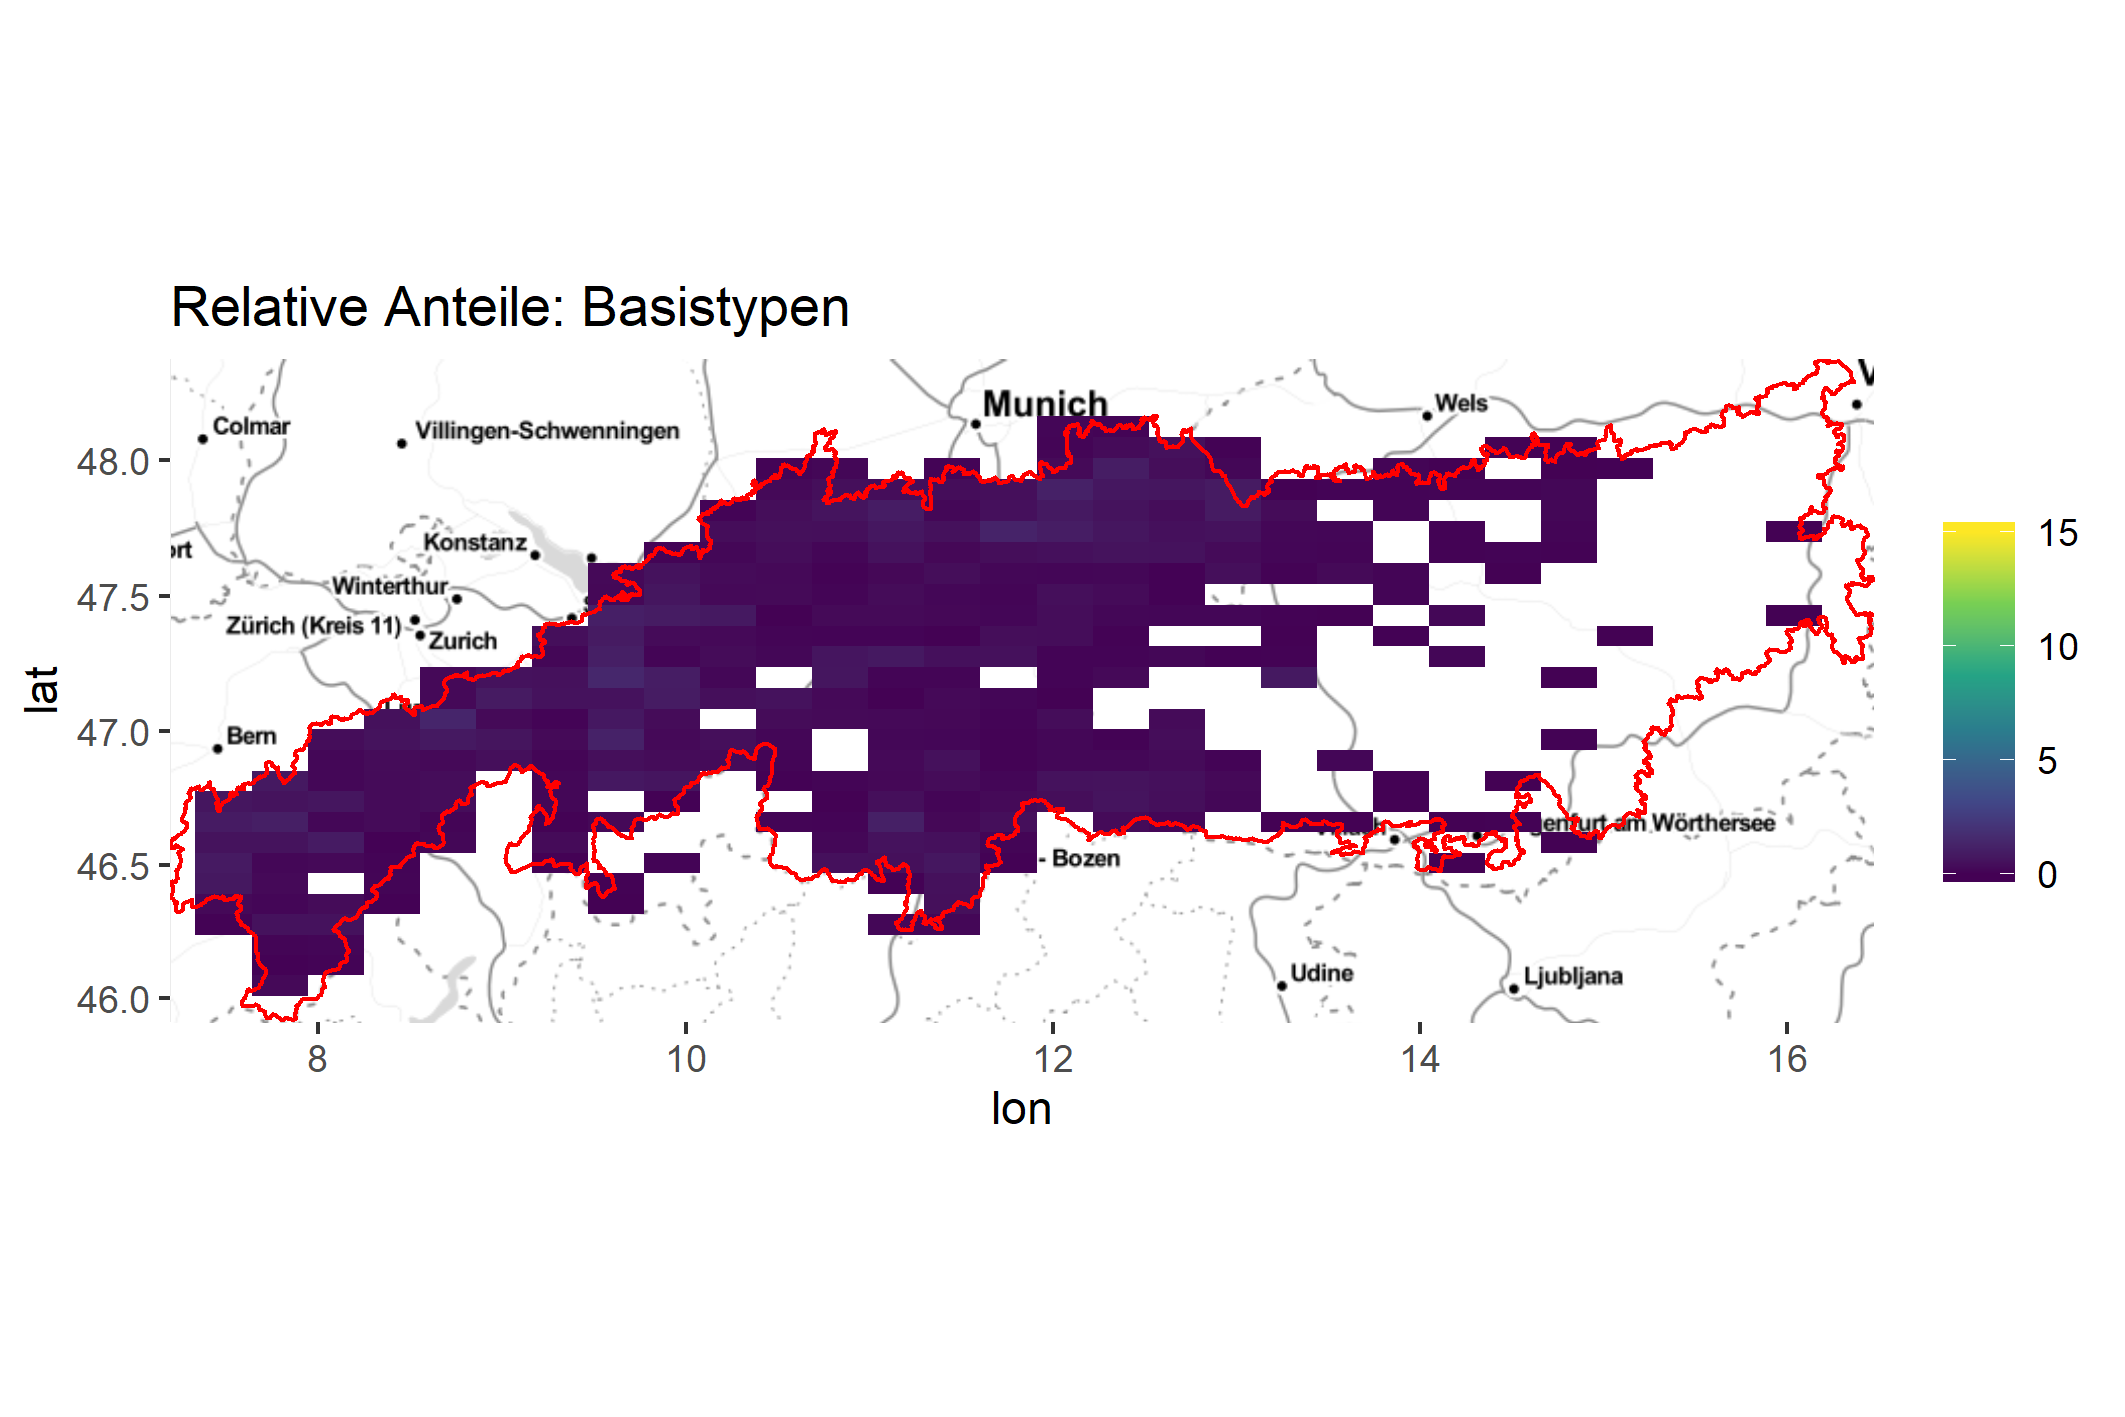 Relative Anteile: Basistypen
Munich
Wels
Colmar
Villingen-Schwenningen
Konstanz
Winterthur
Zürich (Kreis 11)
Zurich
Bern
- Bozen
enfurt am Wörthersee
Udine
Ljubljana
lat
48.0
47.5
47.0
46.5
46.0
8
10
12
14
16
lon
15
10
5
0